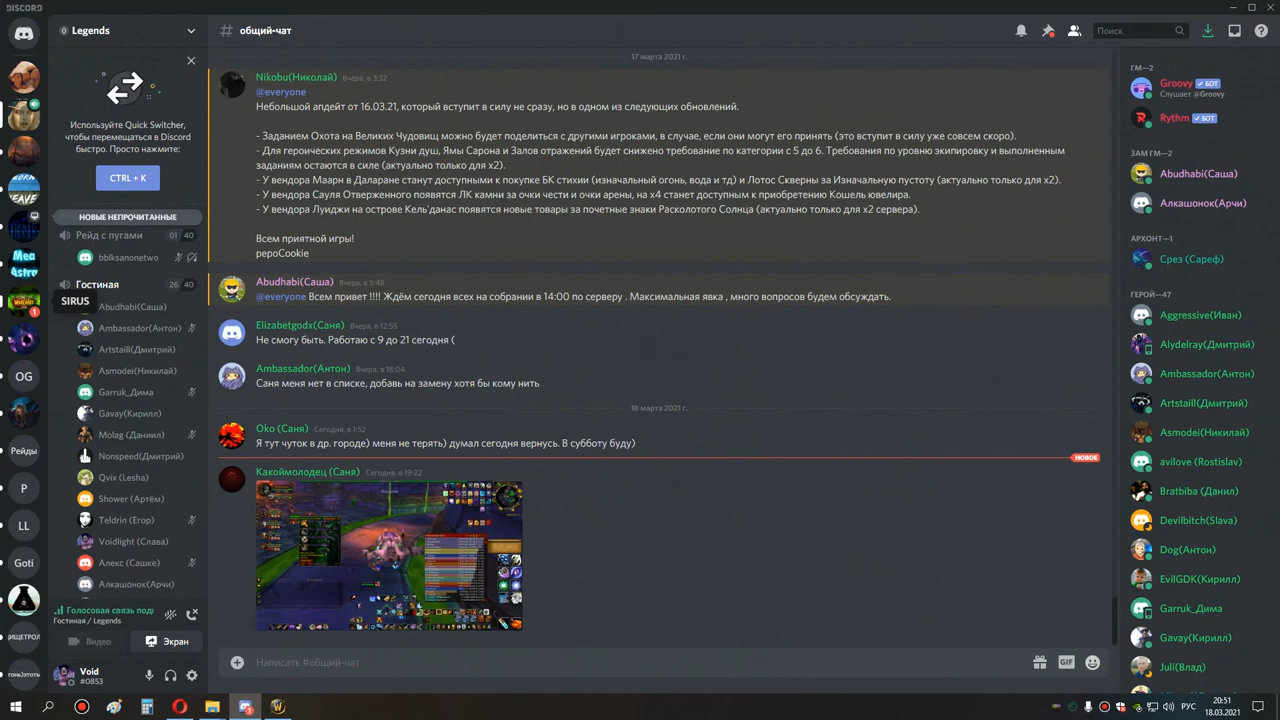 DISCORD
Legends
общий-чат
Поиск
Используйте Quick Switcher,
чтобы перемещаться в Discord
быстро. Просто нажмите:
CTRL + K
НОВЫЕ НЕПРОЧИТАННЫЕ
Рейд с пугами 01 40
bblksanonetwo
Гостиная 26 40
SIRUS
Abudhabi(Саша)
Ambassador(Антон)
Artstaill(Дмитрий)
Asmodei(Никилай)
Garruk_Дима
Gavay(Кирилл)
Molag (Даниил)
Nonspeed(Дмитрий)
Qvix (Lesha)
Shower (Артём)
Teldrin (Егор)
Voidlight (Слава)
Алекс (Сашке)
Алкашонок(Арчи)
Голосовая связь под
Гостиная / Legends
Видео
Экран
Void
#0853
Mea
Astro
OG
Рейды
P
LL
Goti
17 марта 2021 г.
Nikobu(Николай) Вчера, в 3:32
@everyone
Небольшой апдейт от 16.03.21, который вступит в силу не сразу, но в одном из следующих обновлений.
- Заданием Охота на Великих Чудовищ можно будет поделиться с другими игроками, в случае, если они могут его принять (это вступит в силу уже совсем скоро).
- Для героических режимов Кузни душ, Ямы Сарона и Залов отражений будет снижено требование по категории с 5 до 6. Требования по уровню экипировку и выполненным
заданиям остаются в силе (актуально только для x2).
- У вендора Маарн в Даларане станут доступными к покупке БК стихии (изначальный огонь, вода и тд) и Лотос Скверны за Изначальную пустоту (актуально только для x2).
- У вендора Сауля Отверженного появятся ЛК камни за очки чести и очки арены, на x4 станет доступным к приобретению Кошель ювелира.
- У вендора Луиджи на острове Кель'данас появятся новые товары за почетные знаки Расколотого Солнца (актуально только для x2 сервера).
Всем приятной игры!
pepoCookie
Abudhabi(Саша) Вчера, в 5:48
@everyone Всем привет !!!! Ждём сегодня всех на собрании в 14:00 по серверу . Максимальная явка , много вопросов будем обсуждать.
Elizabetgodx(Саня) Вчера, в 12:55
Не смогу быть. Работаю с 9 до 21 сегодня (
Ambassador(Антон) Вчера, в 18:04
Саня меня нет в списке, добавь на замену хотя бы кому нить
18 марта 2021 г.
Oko (Саня) Сегодня, в 1:52
Я тут чуток в др. городе) меня не терять) думал сегодня вернусь. В субботу буду)
НОВОЕ
Какоймолодец (Саня) Сегодня, в 19:22
Написать #общий-чат
GIF
ГМ—2
Groovy БОТ
Слушает @Groovy
Rythm БОТ
ЗАМ ГМ—2
Abudhabi(Саша)
Алкашонок(Арчи)
АРХОНТ—1
Срез (Сареф)
ГЕРОЙ—47
Aggressive(Иван)
Alydelray(Дмитрий)
Ambassador(Антон)
Artstaill(Дмитрий)
Asmodei(Никилай)
avilove (Rostislav)
Bratbiba (Данил)
Devilbitch(Slava)
Dog(Антон)
EvilGDK(Кирилл)
Garruk_Дима
Gavay(Кирилл)
Juli(Влад)
РУС
20:51
18.03.2021